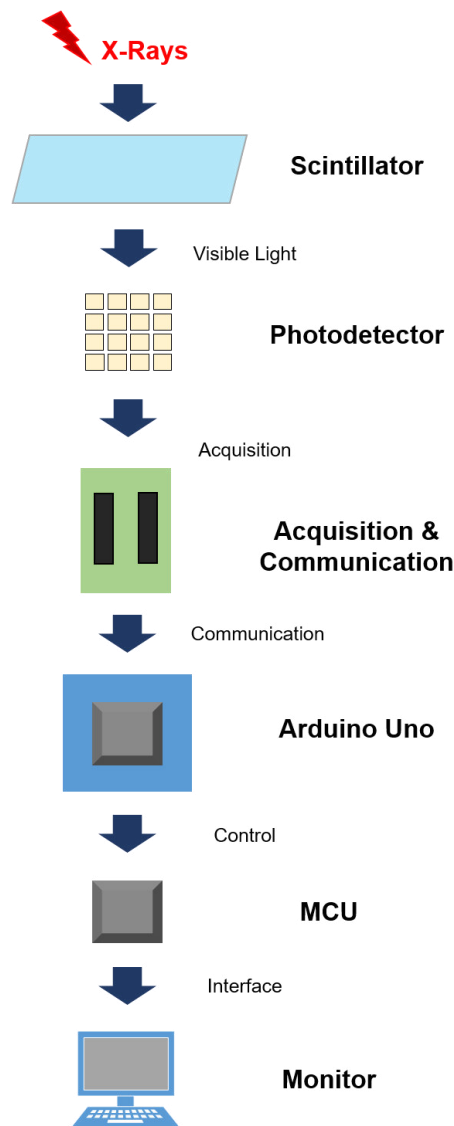 X-Rays
Scintillator
Visible Light
Photodetector
Acquisition
Acquisition &
Communication
Communication
Arduino Uno
Control
MCU
Interface
Monitor